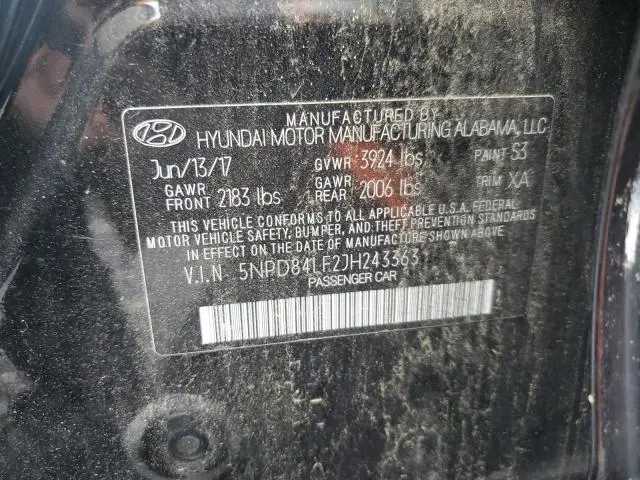 MANUFACTURED BY
HYUNDAI MOTOR MANUFACTURING ALABAMA, LLC
Jun/13/17 GVWR 3924 lbs PAINT S3
GAWR FRONT 2183 lbs GAWR REAR 2006 lbs TRIM XA
THIS VEHICLE CONFORMS TO ALL APPLICABLE U.S.A. FEDERAL
MOTOR VEHICLE SAFETY, BUMPER, AND THEFT PREVENTION STANDARDS
IN EFFECT ON THE DATE OF MANUFACTURE SHOWN ABOVE.
V.I.N. 5NPD84LF2JH243363
PASSENGER CAR